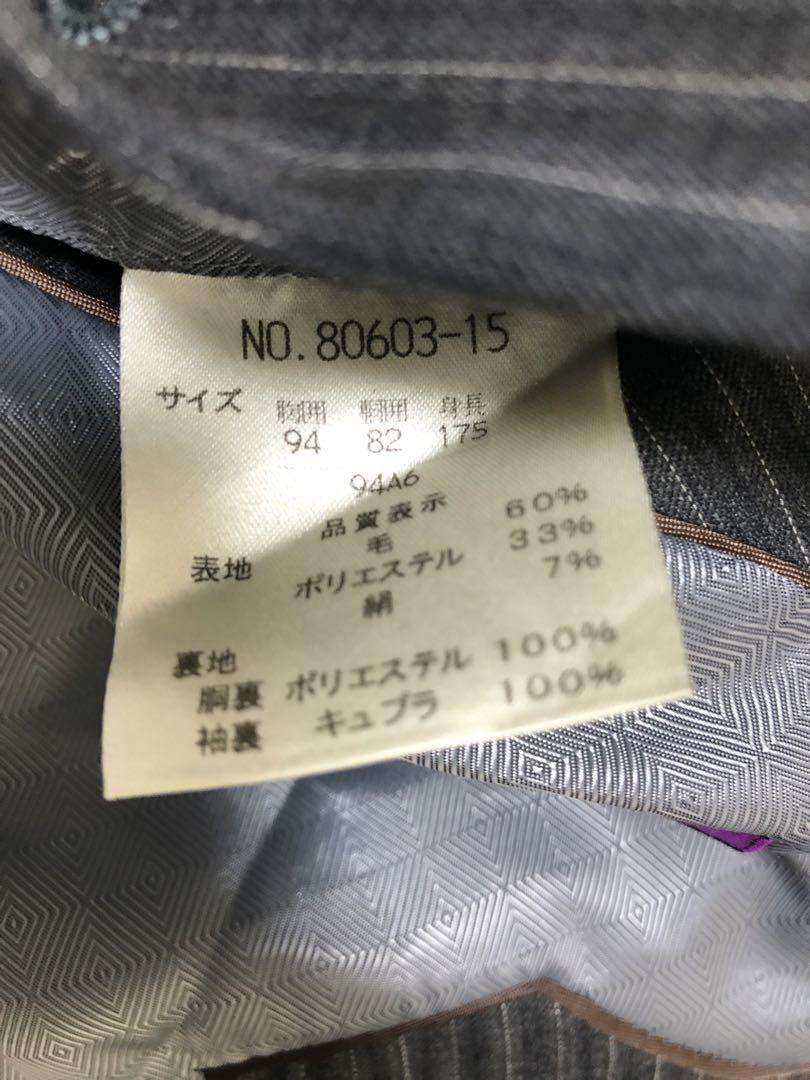 NO.80603-15
サイズ 胸囲 胴囲 身長
94 82 175
94A6
品質表示
表地 毛 60%
ポリエステル 33%
絹 7%
裏地
胸裏 ポリエステル 100%
袖裏 キュプラ 100%